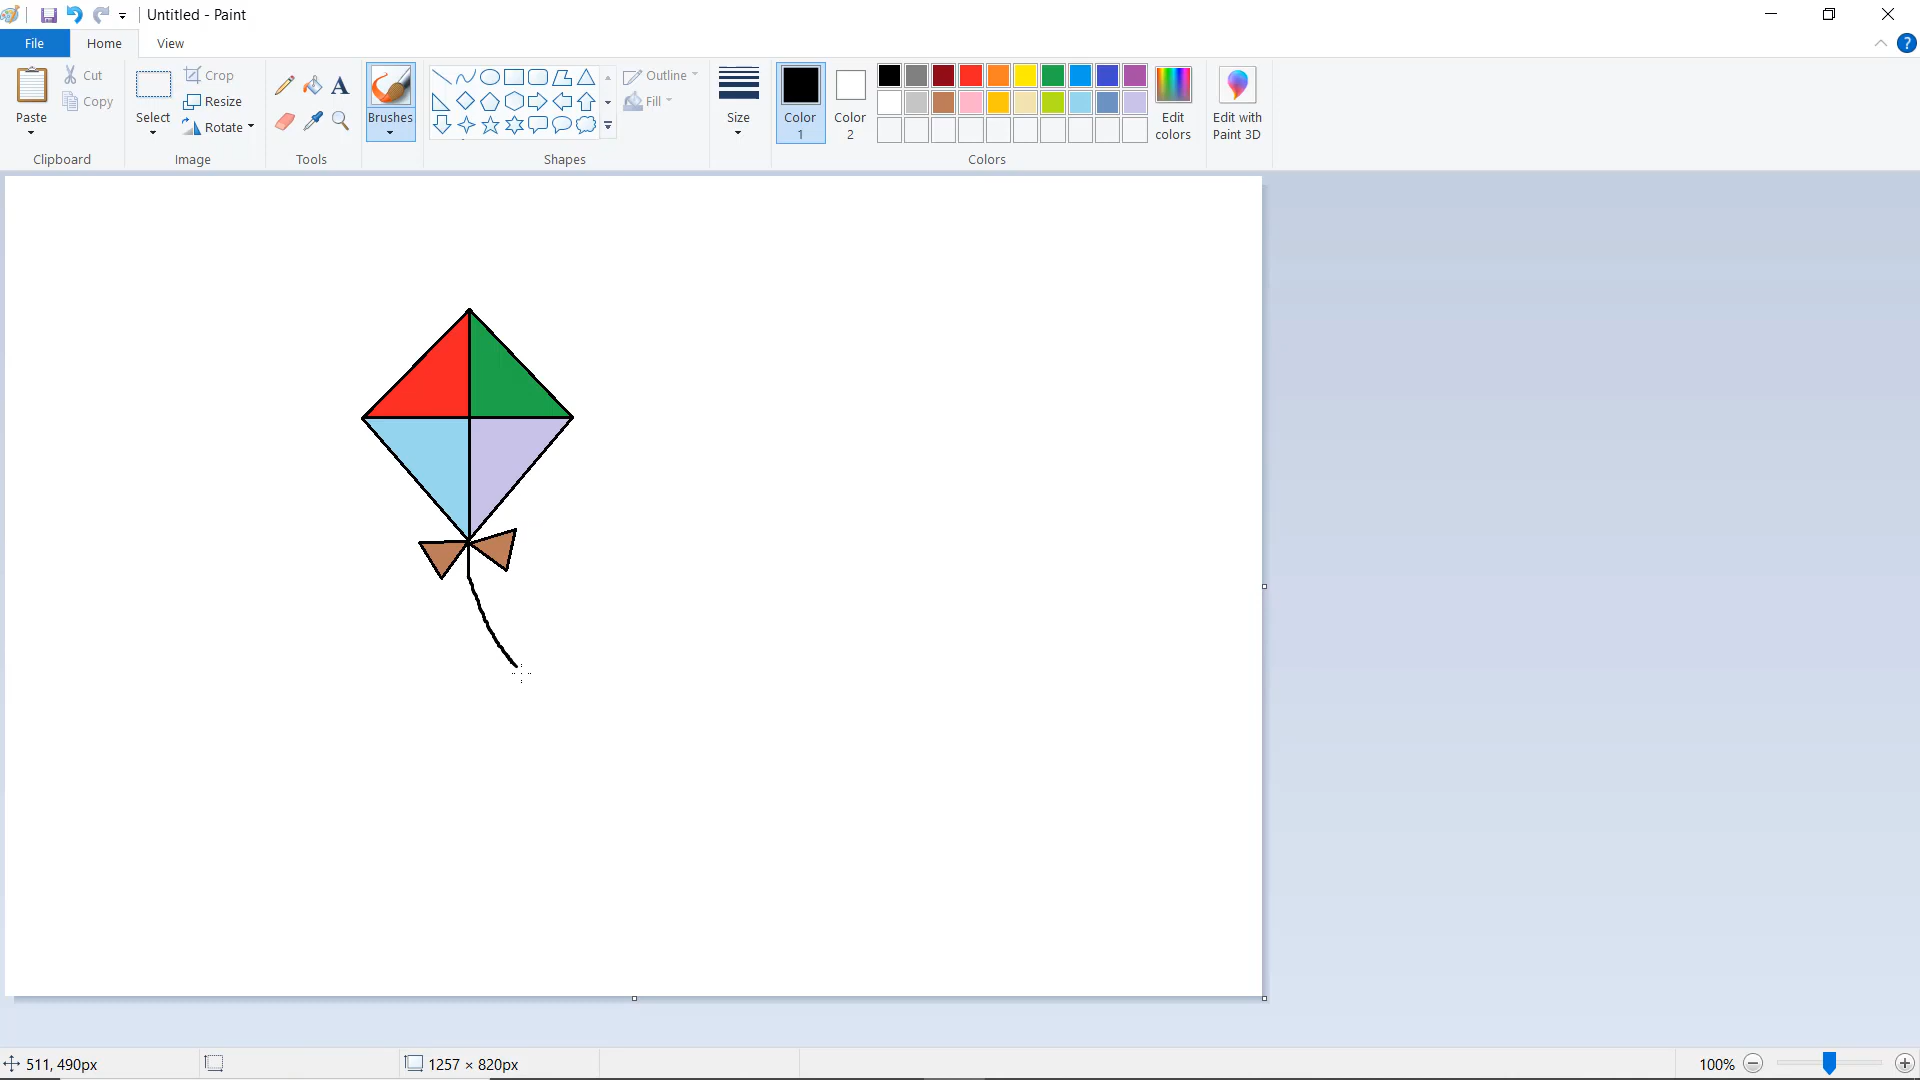 Untitled - Paint
File Home View
Paste Cut Copy
Clipboard
Select Crop Resize Rotate
Image
A
Tools
Brushes
Outline Fill
Shapes
Size
Color 1 Color 2
Edit colors
Colors
Edit with Paint 3D
?
511, 490px 1257 × 820px 100%